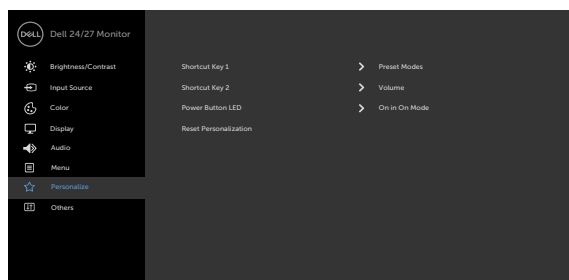 DELL Dell 24/27 Monitor
Brightness/Contrast Shortcut Key 1 Preset Modes
Input Source Shortcut Key 2 Volume
Color Power Button LED On in On Mode
Display Reset Personalization
Audio
Menu
Personalize
Others